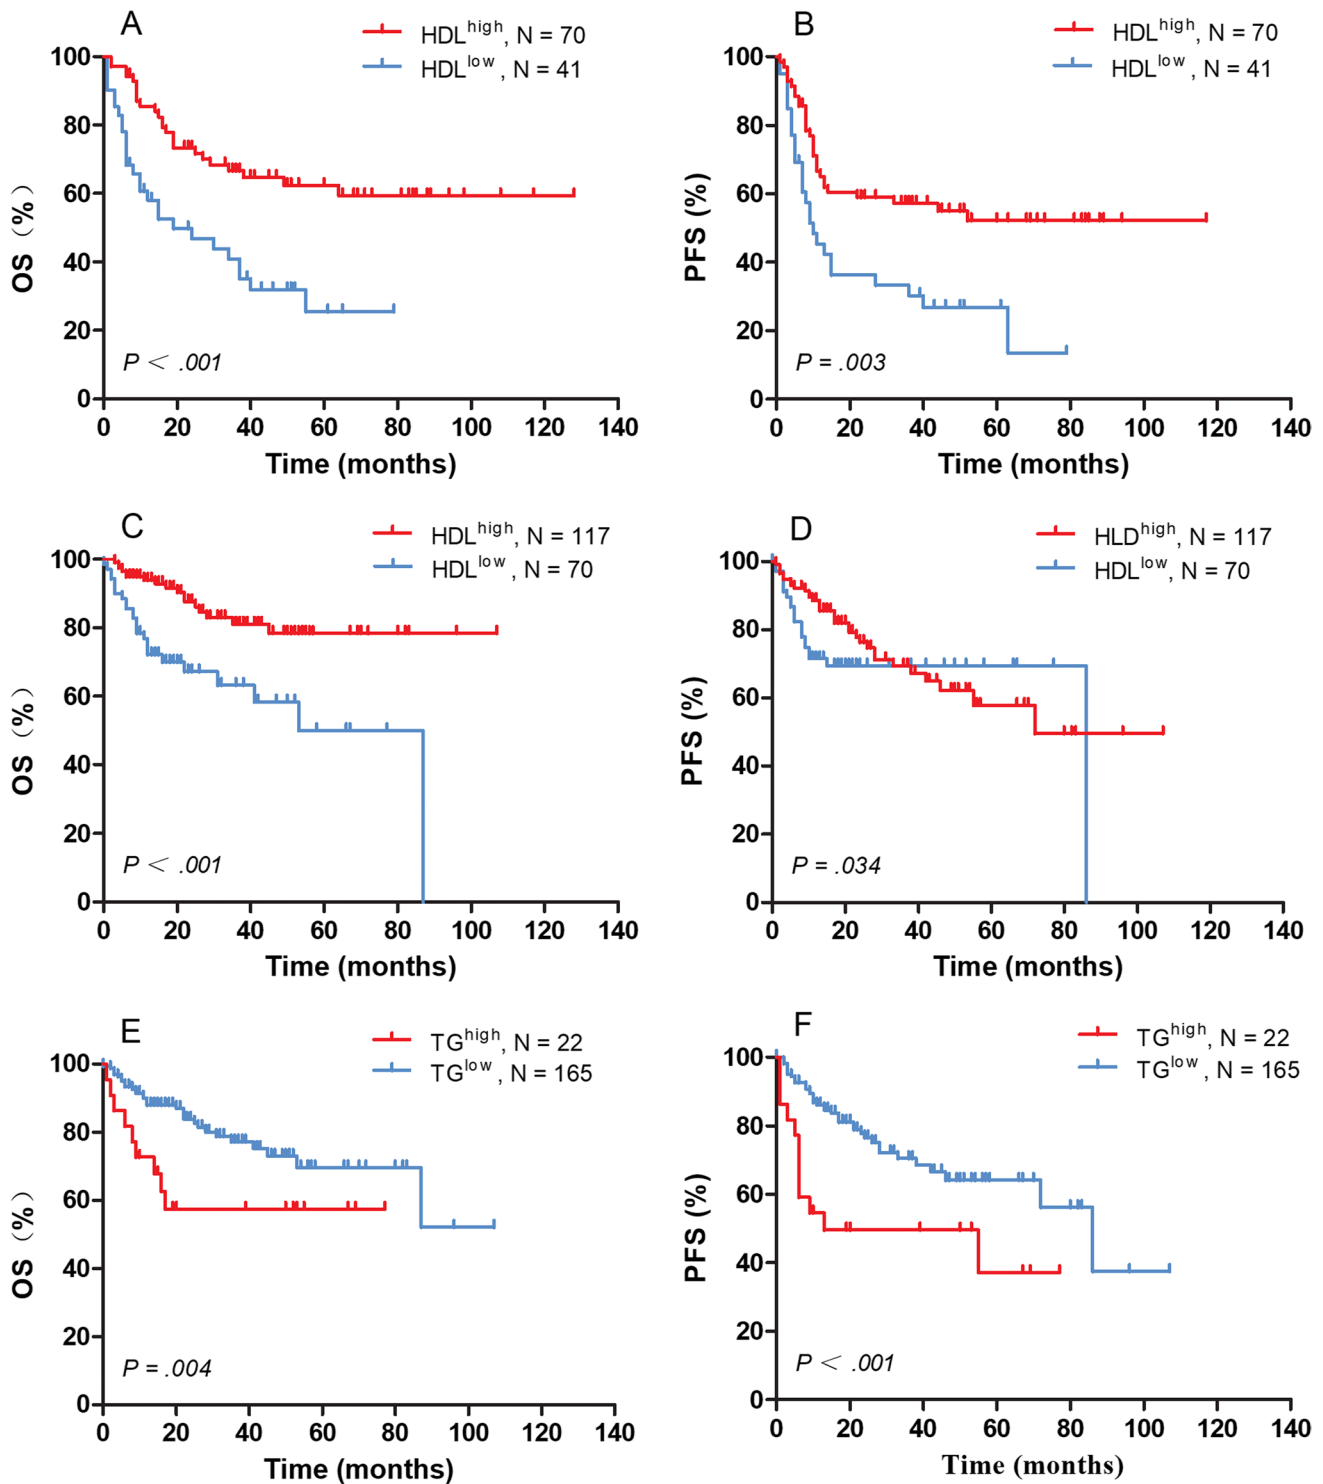 A
HDLhigh, N = 70
HDLlow , N = 41
100
80
60
40
20
0
OS (%)
P < .001
0 20 40 60 80 100 120 140
Time (months)
B
HDLhigh, N = 70
HDLlow , N = 41
100
80
60
40
20
0
PFS (%)
P = .003
0 20 40 60 80 100 120 140
Time (months)
C
HDLhigh, N = 117
HDLlow , N = 70
100
80
60
40
20
0
OS (%)
P < .001
0 20 40 60 80 100 120 140
Time (months)
D
HLDhigh, N = 117
HDLlow , N = 70
100
80
60
40
20
0
PFS (%)
P = .034
0 20 40 60 80 100 120 140
Time (months)
E
TGhigh, N = 22
TGlow , N = 165
100
80
60
40
20
0
OS (%)
P = .004
0 20 40 60 80 100 120 140
Time (months)
F
TGhigh, N = 22
TGlow , N = 165
100
80
60
40
20
0
PFS (%)
P < .001
0 20 40 60 80 100 120 140
Time (months)